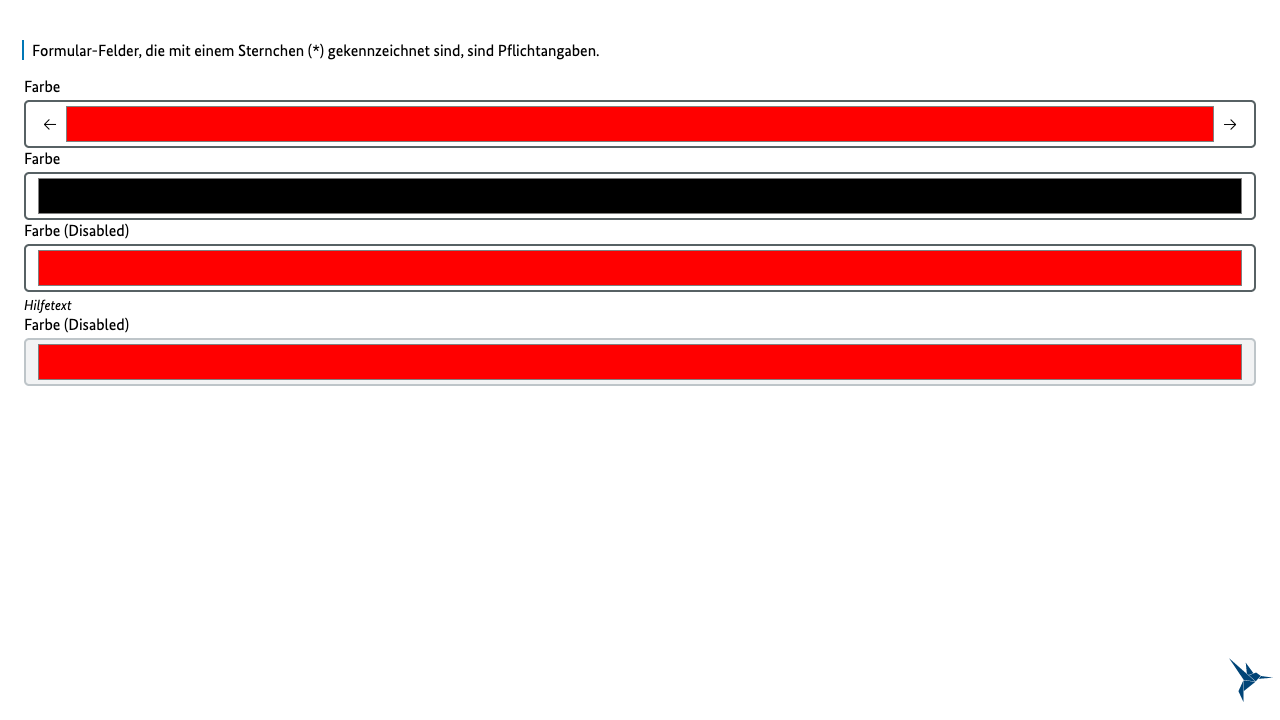 Formular-Felder, die mit einem Sternchen (*) gekennzeichnet sind, sind Pflichtangaben.
Farbe
Farbe
Farbe (Disabled)
Hilfetext
Farbe (Disabled)